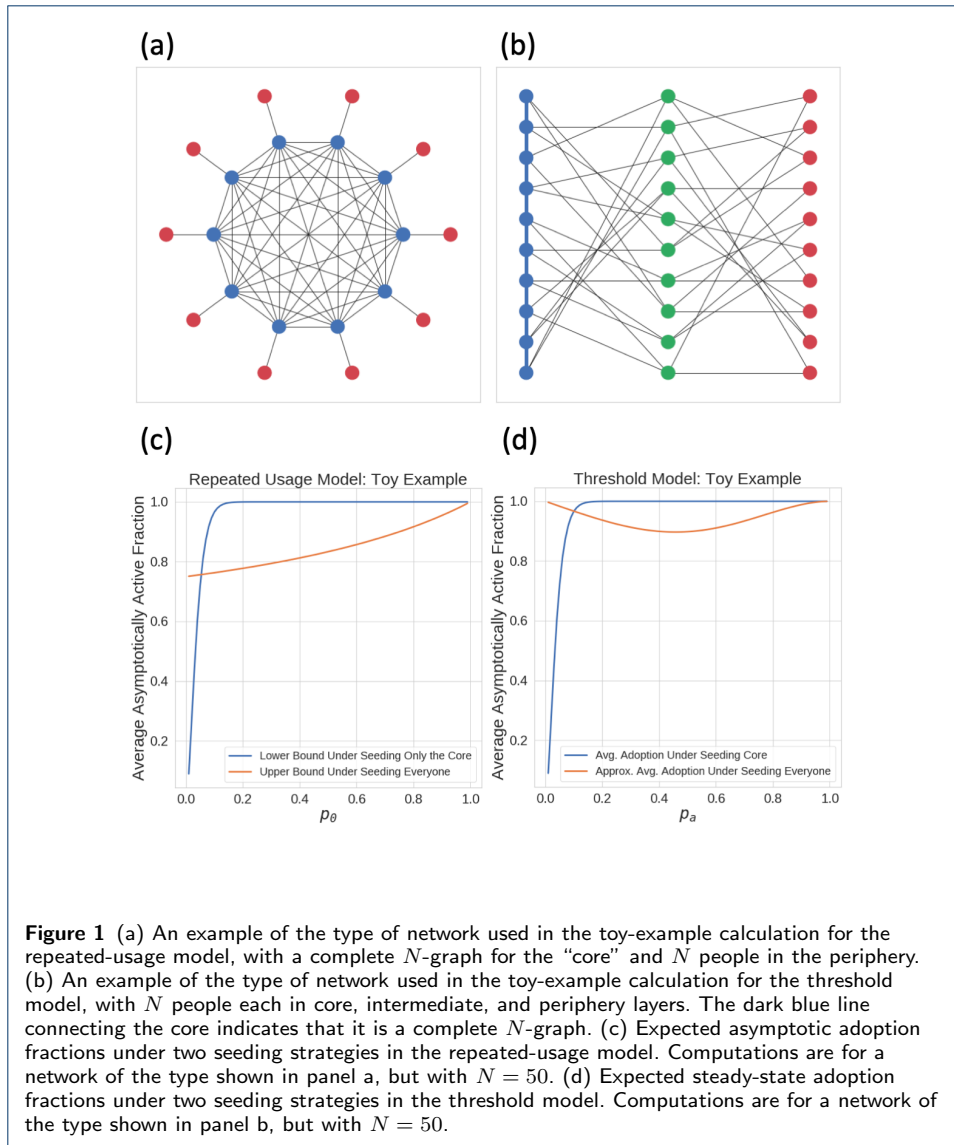 (a)
(b)
(c)
Repeated Usage Model: Toy Example
Average Asymptotically Active Fraction
1.0
0.8
0.6
0.4
0.2
Lower Bound Under Seeding Only the Core
Upper Bound Under Seeding Everyone
0.0 0.2 0.4 0.6 0.8 1.0
pθ
(d)
Threshold Model: Toy Example
Average Asymptotically Active Fraction
1.0
0.8
0.6
0.4
0.2
Avg. Adoption Under Seeding Core
Approx. Avg. Adoption Under Seeding Everyone
0.0 0.2 0.4 0.6 0.8 1.0
pa
Figure 1 (a) An example of the type of network used in the toy-example calculation for the
repeated-usage model, with a complete N-graph for the “core” and N people in the periphery.
(b) An example of the type of network used in the toy-example calculation for the threshold
model, with N people each in core, intermediate, and periphery layers. The dark blue line
connecting the core indicates that it is a complete N-graph. (c) Expected asymptotic adoption
fractions under two seeding strategies in the repeated-usage model. Computations are for a
network of the type shown in panel a, but with N = 50. (d) Expected steady-state adoption
fractions under two seeding strategies in the threshold model. Computations are for a network of
the type shown in panel b, but with N = 50.